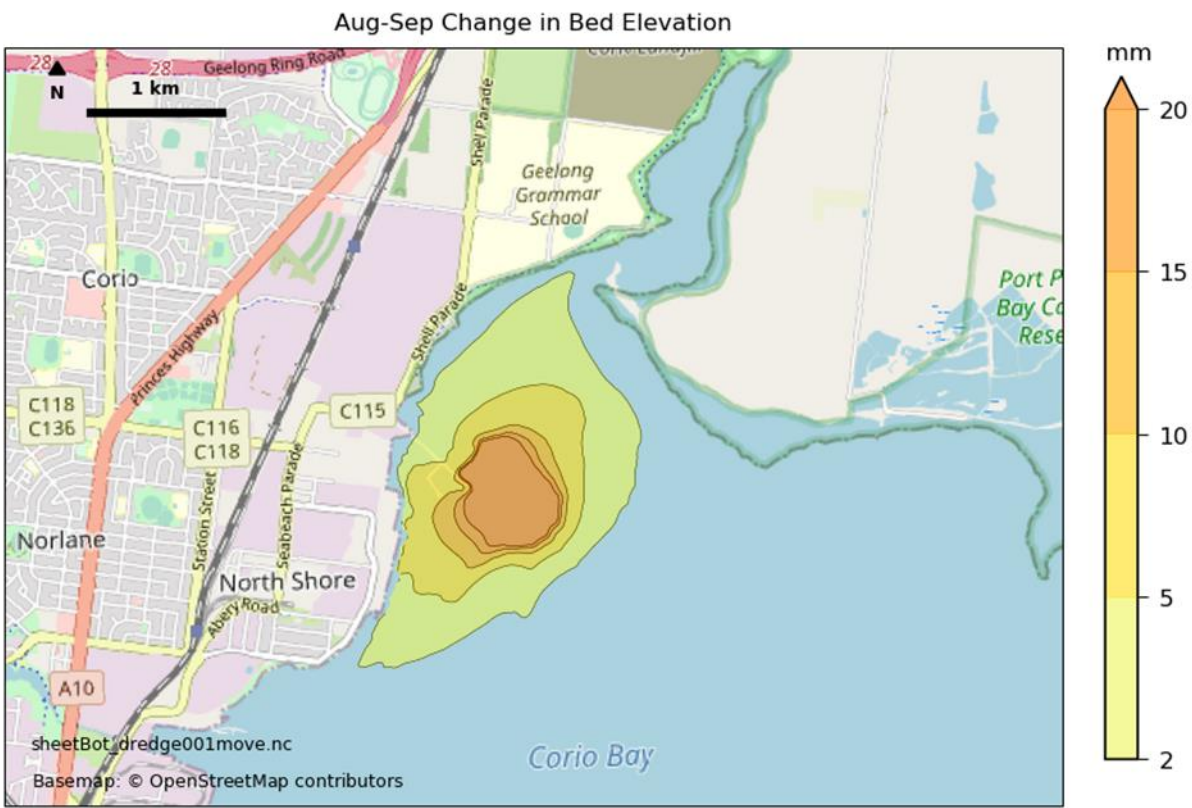 Aug-Sep Change in Bed Elevation
mm
28
28
Geelong Ring Road
N
1 km
Shell Parade
Geelong
Grammar
School
20
15
10
5
2
Corio
Port P
Bay Co
Rese
Princes Highway
Shell Parade
C118
C136
C116
C118
C115
Station Street
Seabeach Parade
Norlane
North Shore
Abery Road
A10
Corio Bay
sheetBot_dredge001move.nc
Basemap: © OpenStreetMap contributors